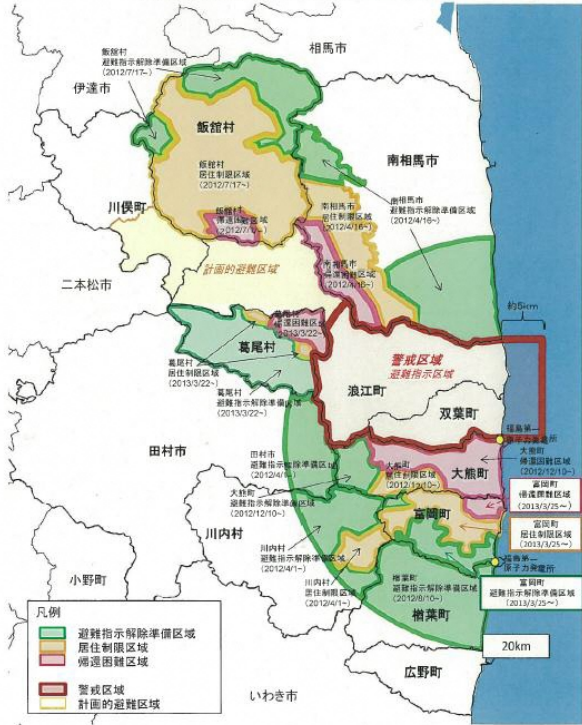 相馬市
飯舘村
避難指示解除準備区域
(2012/7/17~)
伊達市
飯舘村
飯舘村
居住制限区域
(2012/7/17~)
南相馬市
南相馬市
避難指示解除準備区域
(2012/4/16~)
南相馬市
居住制限区域
(2012/4/16~)
川俣町
飯舘村
帰還困難区域
計画的避難区域
南相馬市
帰還困難区域
(2012/4/16~)
二本松市
約5km
葛尾村
帰還困難区域
(2013/3/22~)
葛尾村
葛尾村
居住制限区域
(2013/3/22~)
葛尾村
避難指示解除準備区域
(2013/3/22~)
警戒区域
避難指示区域
浪江町
双葉町
福島第一
原子力発電所
田村市
田村市
避難指示解除準備区域
(2012/4/1~)
大熊町
帰還困難区域
(2012/12/10~)
大熊町
居住制限区域
(2012/12/10~)
大熊町
大熊町
避難指示解除準備区域
(2012/12/10~)
富岡町
帰還困難区域
(2013/3/25~)
富岡町
富岡町
居住制限区域
(2013/3/25~)
川内村
川内村
避難指示解除準備区域
(2012/4/1~)
川内村
居住制限区域
(2012/4/1~)
福島第一
原子力発電所
楢葉町
避難指示解除準備区域
(2012/8/10~)
富岡町
避難指示解除準備区域
(2013/3/25~)
小野町
楢葉町
20km
広野町
いわき市
凡例
避難指示解除準備区域
居住制限区域
帰還困難区域
警戒区域
計画的避難区域